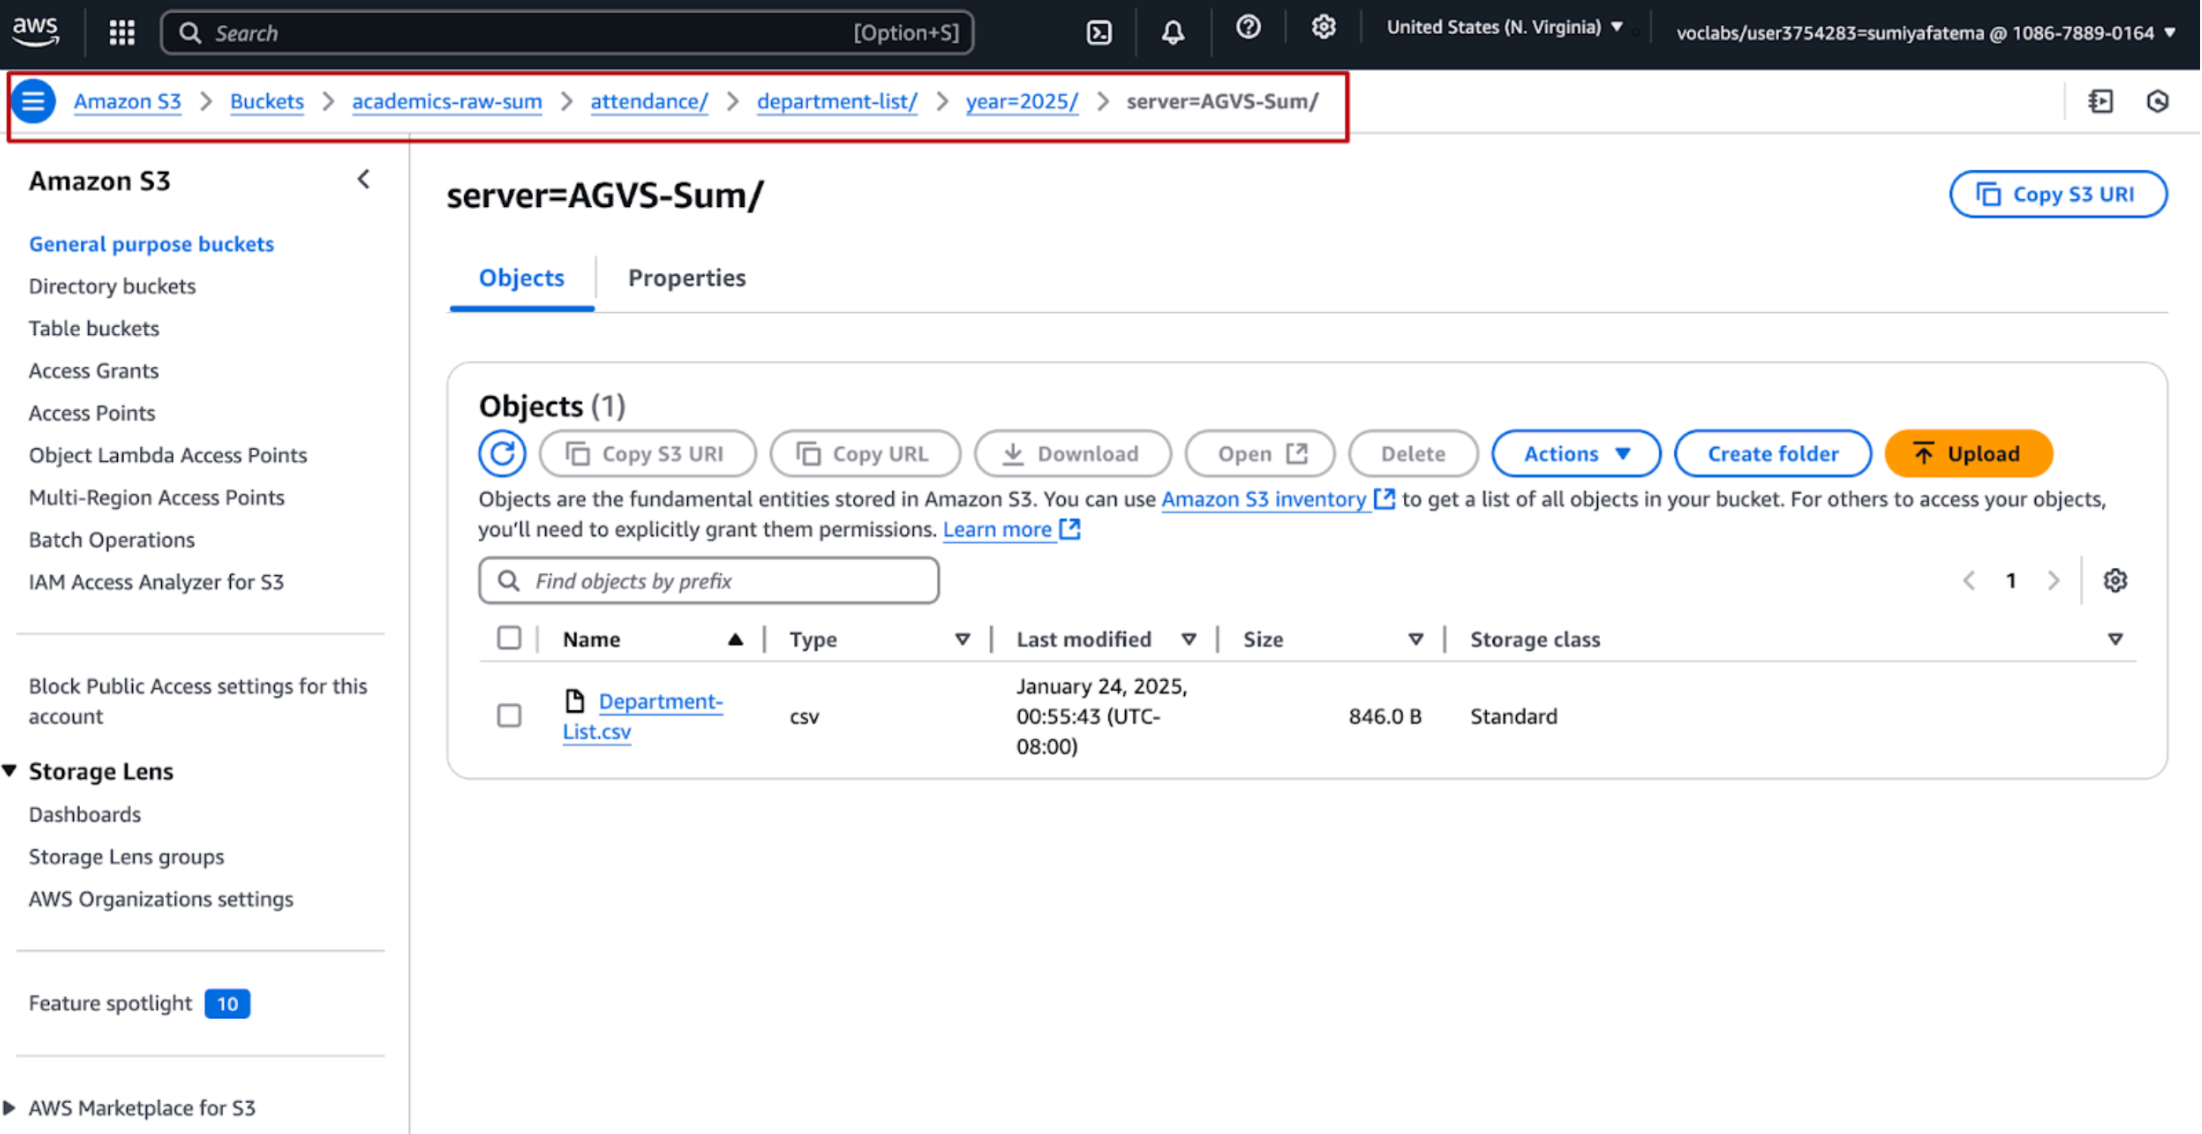 aws Search [Option+S] United States (N. Virginia) voclabs/user3754283=sumiyafatema @ 1086-7889-0164
Amazon S3 Buckets academics-raw-sum attendance/ department-list/ year=2025/ server=AGVS-Sum/
Amazon S3
General purpose buckets
Directory buckets
Table buckets
Access Grants
Access Points
Object Lambda Access Points
Multi-Region Access Points
Batch Operations
IAM Access Analyzer for S3
Block Public Access settings for this
account
Storage Lens
Dashboards
Storage Lens groups
AWS Organizations settings
Feature spotlight 10
AWS Marketplace for S3
server=AGVS-Sum/
Copy S3 URI
Objects Properties
Objects (1)
Copy S3 URI Copy URL Download Open Delete Actions Create folder Upload
Objects are the fundamental entities stored in Amazon S3. You can use Amazon S3 inventory to get a list of all objects in your bucket. For others to access your objects,
you'll need to explicitly grant them permissions. Learn more
Find objects by prefix
1
Name Type Last modified Size Storage class
Department-
List.csv
csv
January 24, 2025,
00:55:43 (UTC-
08:00)
846.0 B
Standard